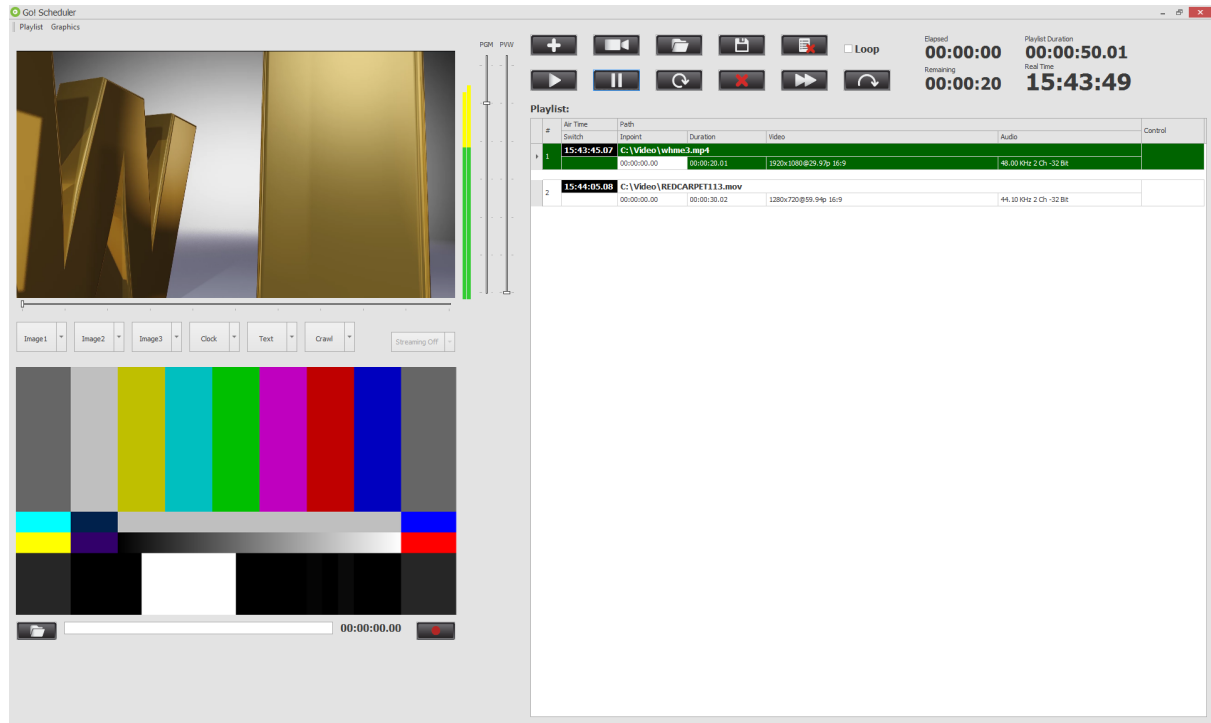 Go! Scheduler
Playlist Graphics
PGM PVW
Loop
Elapsed
00:00:00
Playlist Duration
00:00:50.01
Remaining
00:00:20
Real Time
15:43:49
Playlist:
# Air Time Path Control
Switch Inpoint Duration Video Audio
1 15:43:45.07 C:\Video\whme3.mp4
00:00:00.00 00:00:20.01 1920x1080@29.97p 16:9 48.00 KHz 2 Ch -32 Bit
2 15:44:05.08 C:\Video\REDCARPET113.mov
00:00:00.00 00:00:30.02 1280x720@59.94p 16:9 44.10 KHz 2 Ch -32 Bit
Image1 Image2 Image3 Clock Text Crawl Streaming Off
00:00:00.00